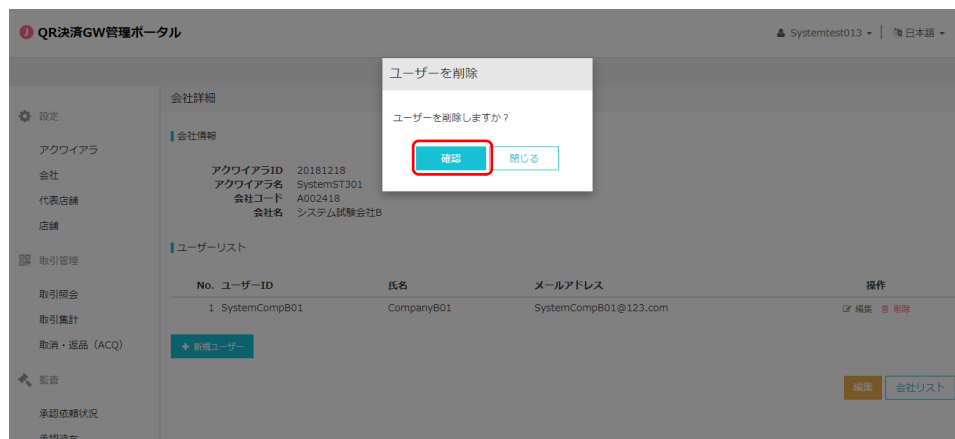 QR決済GW管理ポータル
Systemtest013
日本語
ユーザーを削除
ユーザーを削除しますか？
確認
閉じる
設定
アクワイアラ
会社
代表店舗
店舗
取引管理
取引照会
取引集計
取消・返品（ACQ）
監査
承認依頼状況
会社詳細
会社情報
アクワイアラID 20181218
アクワイアラ名 SystemST301
会社コード A002418
会社名 システム試験会社B
ユーザーリスト
No. ユーザーID 氏名 メールアドレス 操作
1 SystemCompB01 CompanyB01 SystemCompB01@123.com 編集 削除
+ 新規ユーザー
編集 会社リスト